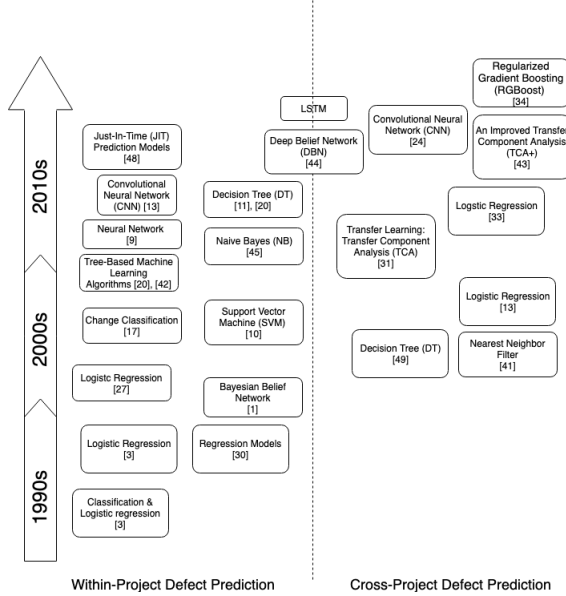 Regularized
Gradient Boosting
(RGBoost)
[34]
LSTM
Convolutional Neural
Network (CNN)
[24]
An Improved Transfer
Component Analysis
(TCA+)
[43]
Just-In-Time (JIT)
Prediction Models
[48]
Deep Belief Network
(DBN)
[44]
Convolutional
Neural Network
(CNN) [13]
Decision Tree (DT)
[11], [20]
Logstic Regression
[33]
2010s
Neural Network
[9]
Naive Bayes (NB)
[45]
Transfer Learning:
Transfer Component
Analysis (TCA)
[31]
Tree-Based Machine
Learning
Algorithms [20], [42]
Logistic Regression
[13]
2000s
Change Classification
[17]
Support Vector
Machine (SVM)
[10]
Decision Tree (DT)
[49]
Nearest Neighbor
Filter
[41]
Logistc Regression
[27]
Bayesian Belief
Network
[1]
Logistic Regression
[3]
Regression Models
[30]
1990s
Classification &
Logistic regression
[3]
Within-Project Defect Prediction
Cross-Project Defect Prediction